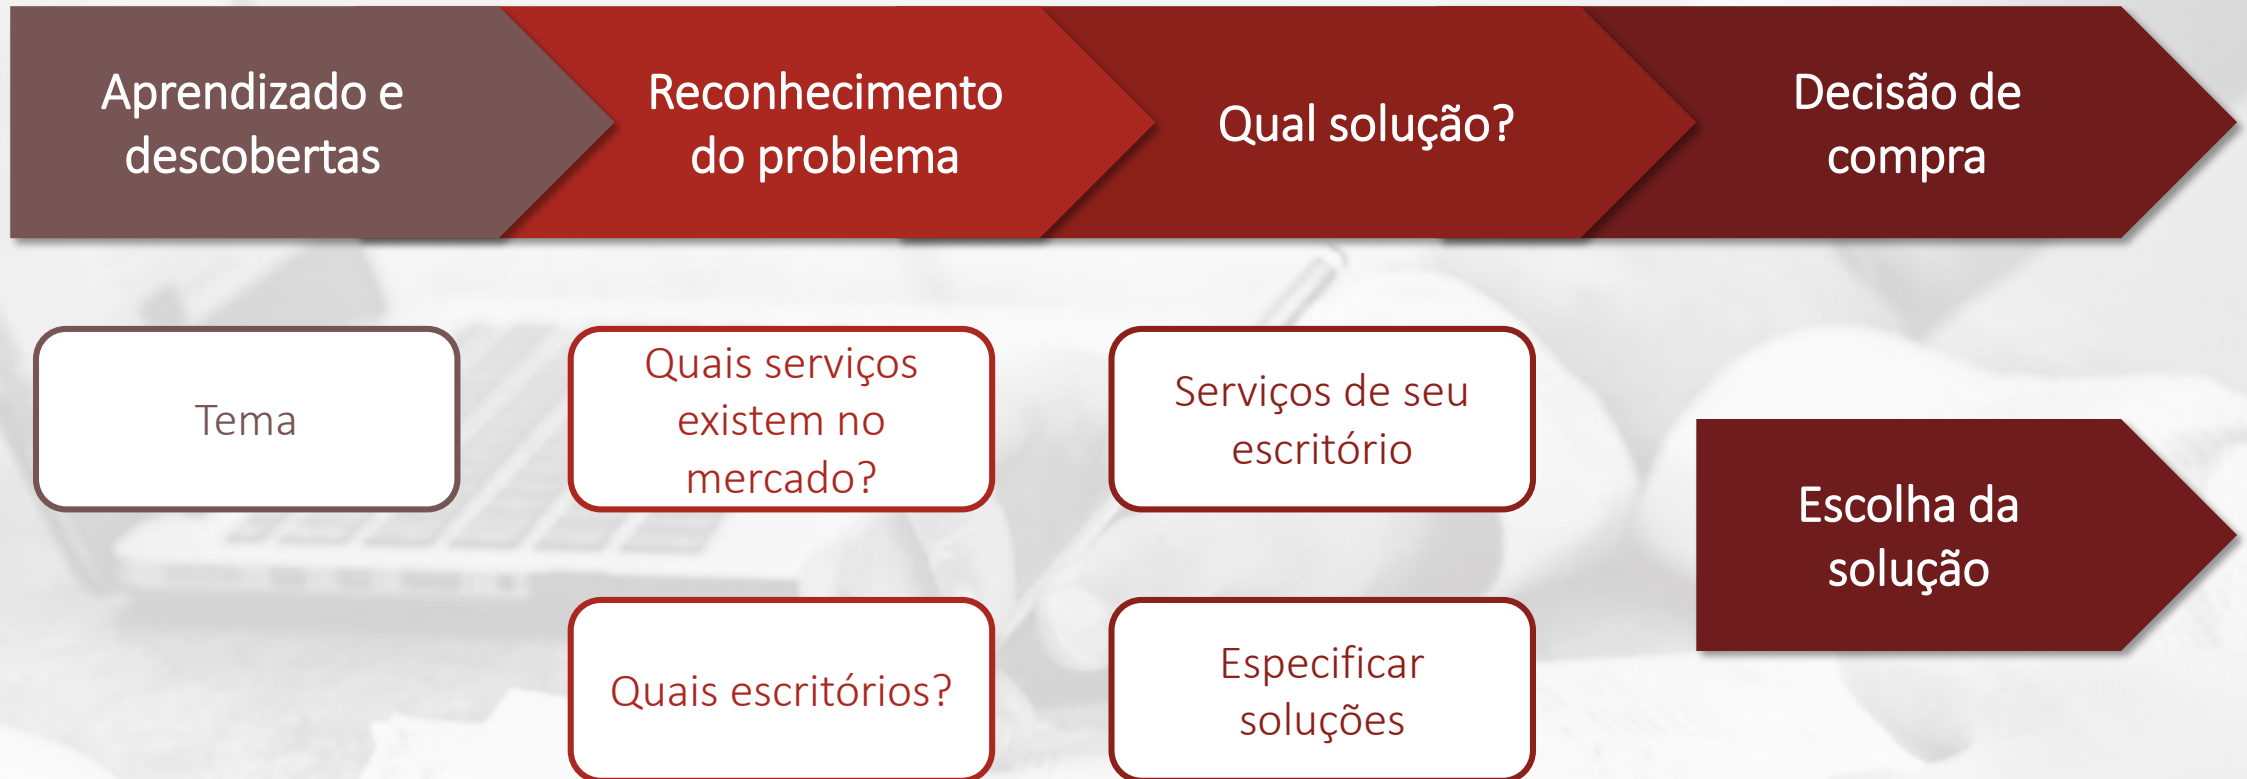 Aprendizado e
descobertas
Reconhecimento
do problema
Qual solução?
Decisão de
compra
Tema
Quais serviços
existem no
mercado?
Serviços de seu
escritório
Escolha da
solução
Quais escritórios?
Especificar
soluções